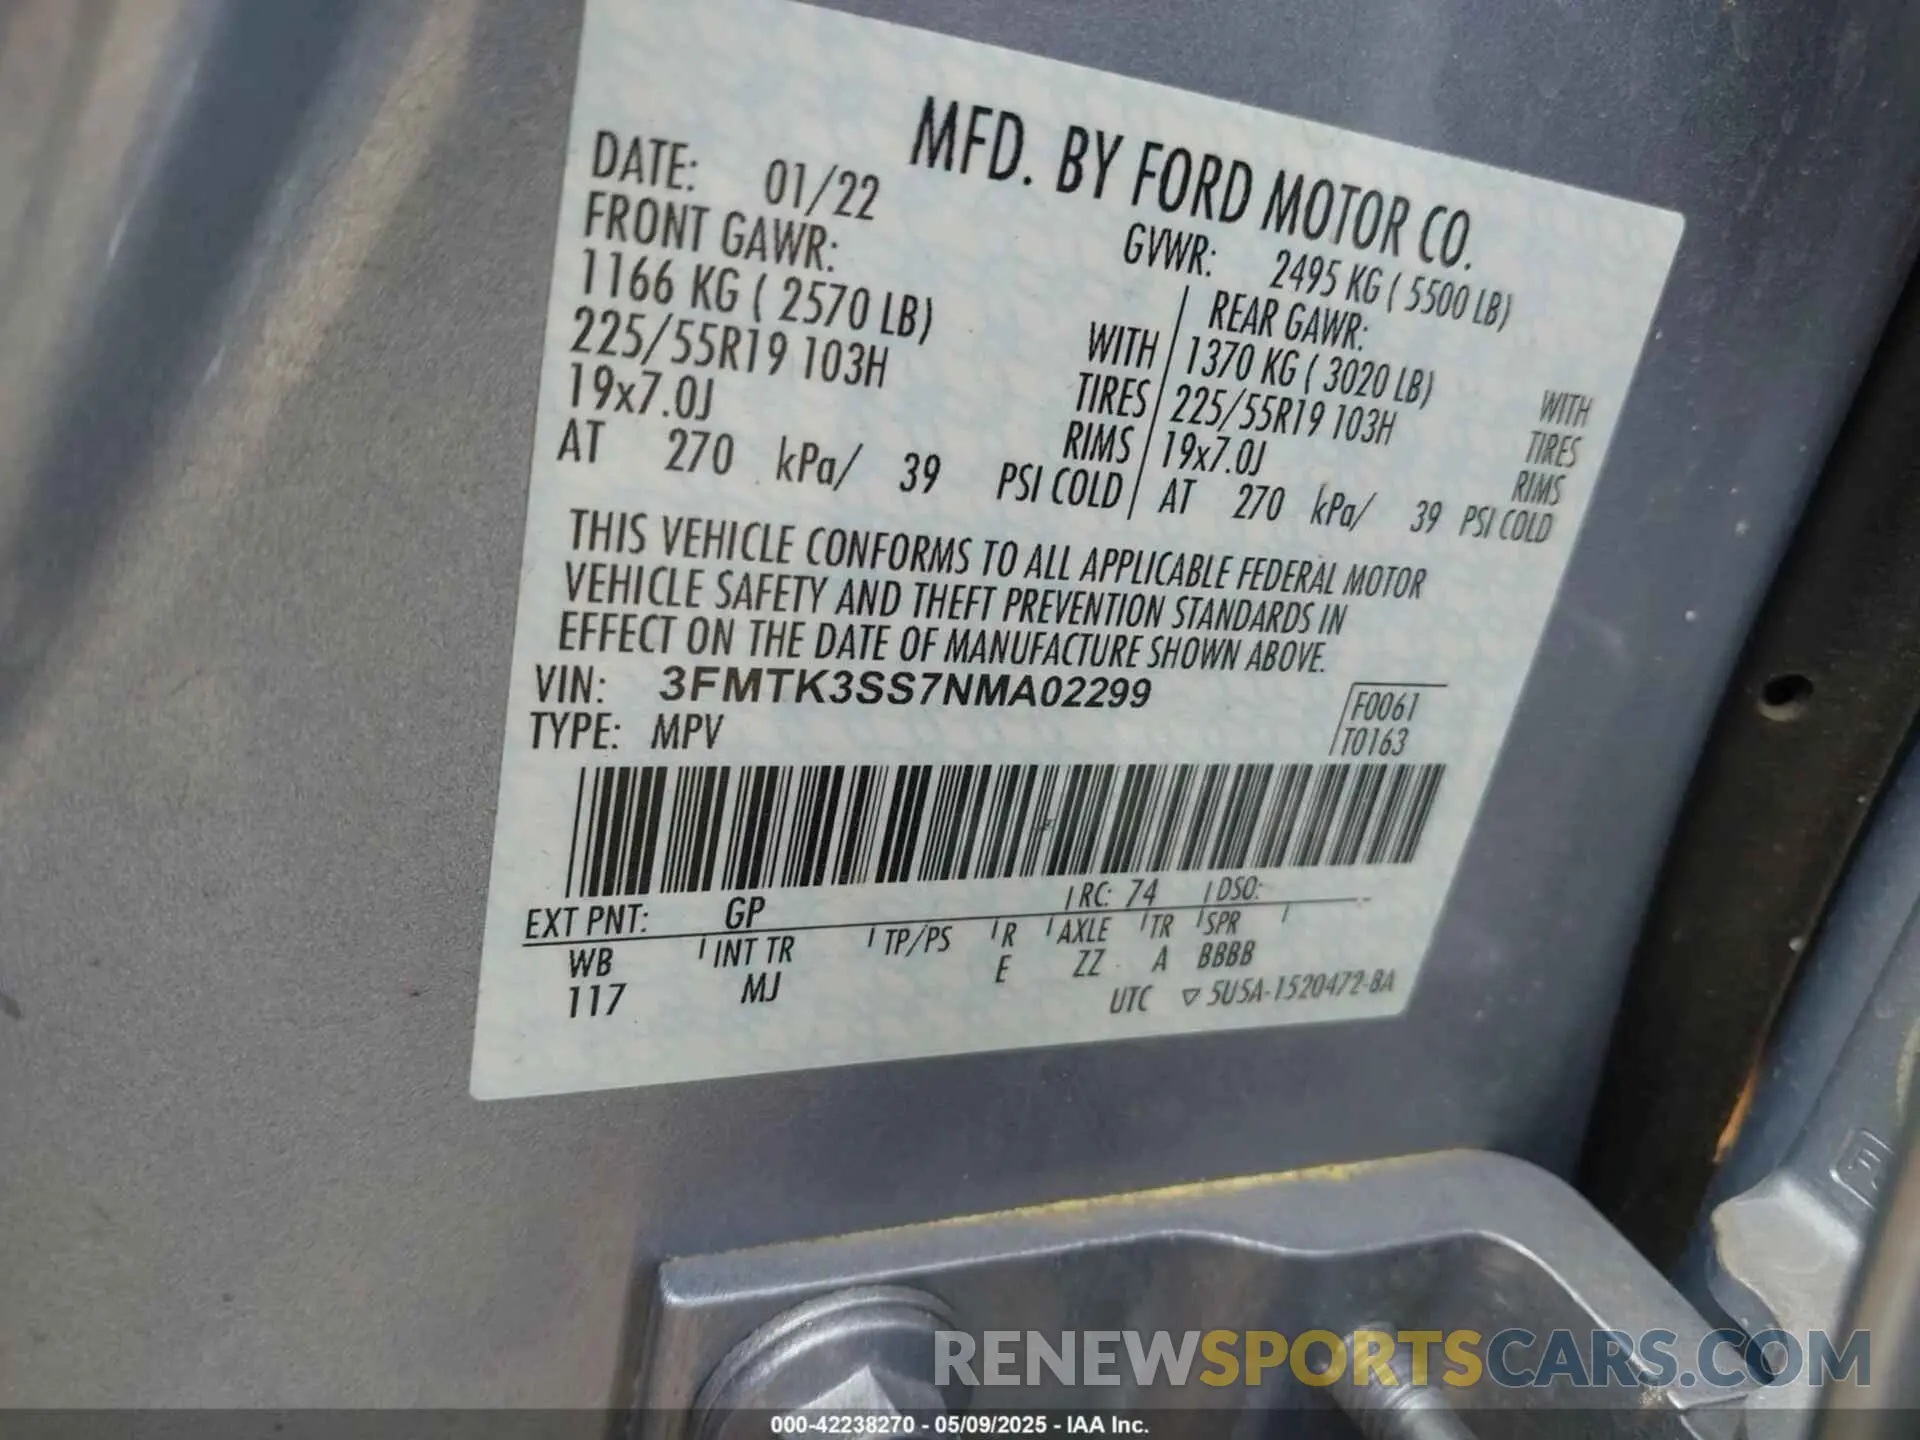 MFD. BY FORD MOTOR CO.
DATE: 01/22 GVWR: 2495 KG ( 5500 LB)
FRONT GAWR: REAR GAWR:
1166 KG ( 2570 LB) WITH 1370 KG ( 3020 LB) WITH
225/55R19 103H TIRES 225/55R19 103H TIRES
19x7.0J RIMS 19x7.0J RIMS
AT 270 kPa/ 39 PSI COLD AT 270 kPa/ 39 PSI COLD
THIS VEHICLE CONFORMS TO ALL APPLICABLE FEDERAL MOTOR
VEHICLE SAFETY AND THEFT PREVENTION STANDARDS IN
EFFECT ON THE DATE OF MANUFACTURE SHOWN ABOVE.
VIN: 3FMTK3SS7NMA02299
TYPE: MPV
F0061
T0163
EXT PNT: GP RC: 74 DSO:
WB INT TR TP/PS R AXLE TR SPR
117 MJ E ZZ A BBBB
UTC ▽ 5U5A-1520472-BA
RENEWSPORTSCARS.COM
000-42238270 - 05/09/2025 - IAA Inc.